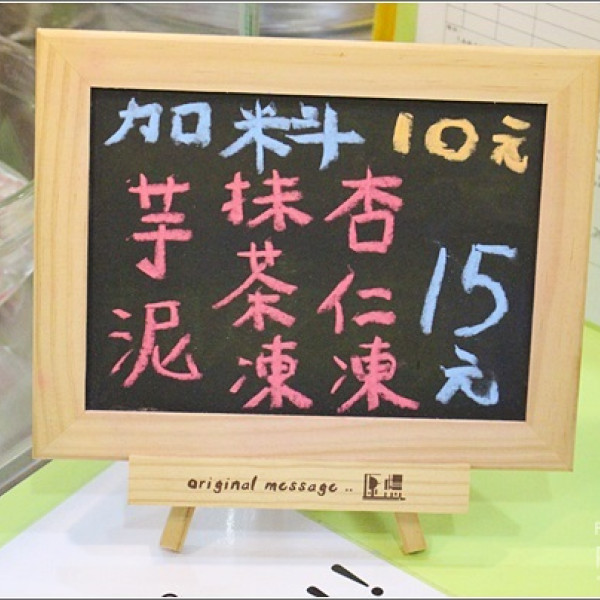 加料 10元
芋泥
抹茶凍
杏仁凍
15元
original message ..